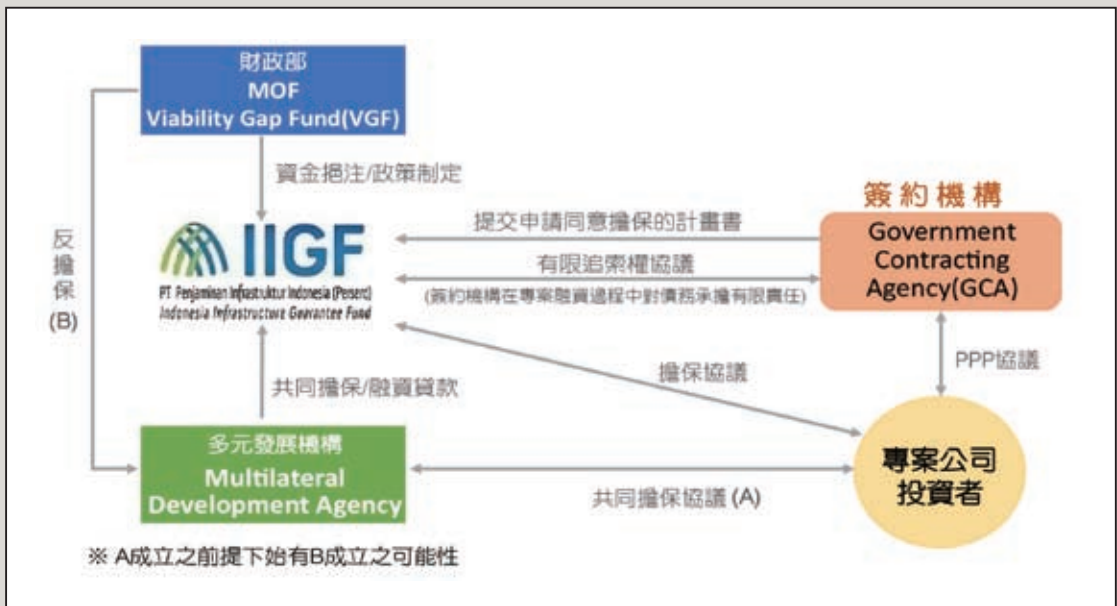 財政部
MOF
Viability Gap Fund(VGF)
資金挹注/政策制定
簽約機構
提交申請同意擔保的計畫書
Government
Contracting
Agency(GCA)
反擔保
(B)
IIGF
有限追索權協議
(簽約機構在專案融資過程中對債務承擔有限責任)
PT Penjaminan Infrastruktur Indonesia (Persero)
Indonesia Infrastructure Guarantee Fund
擔保協議
PPP協議
共同擔保/融資貸款
多元發展機構
Multilateral
Development Agency
專案公司
投資者
共同擔保協議 (A)
※ A成立之前提下始有B成立之可能性